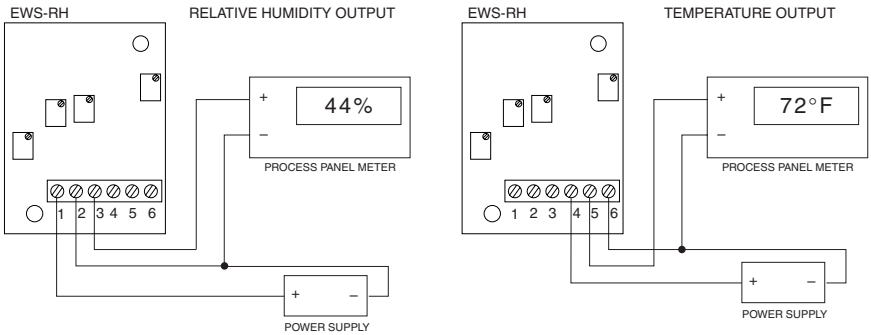 EWS-RH RELATIVE HUMIDITY OUTPUT
+ 44%
–
PROCESS PANEL METER
1 2 3 4 5 6
+ –
POWER SUPPLY
EWS-RH TEMPERATURE OUTPUT
+ 72°F
–
PROCESS PANEL METER
1 2 3 4 5 6
+ –
POWER SUPPLY